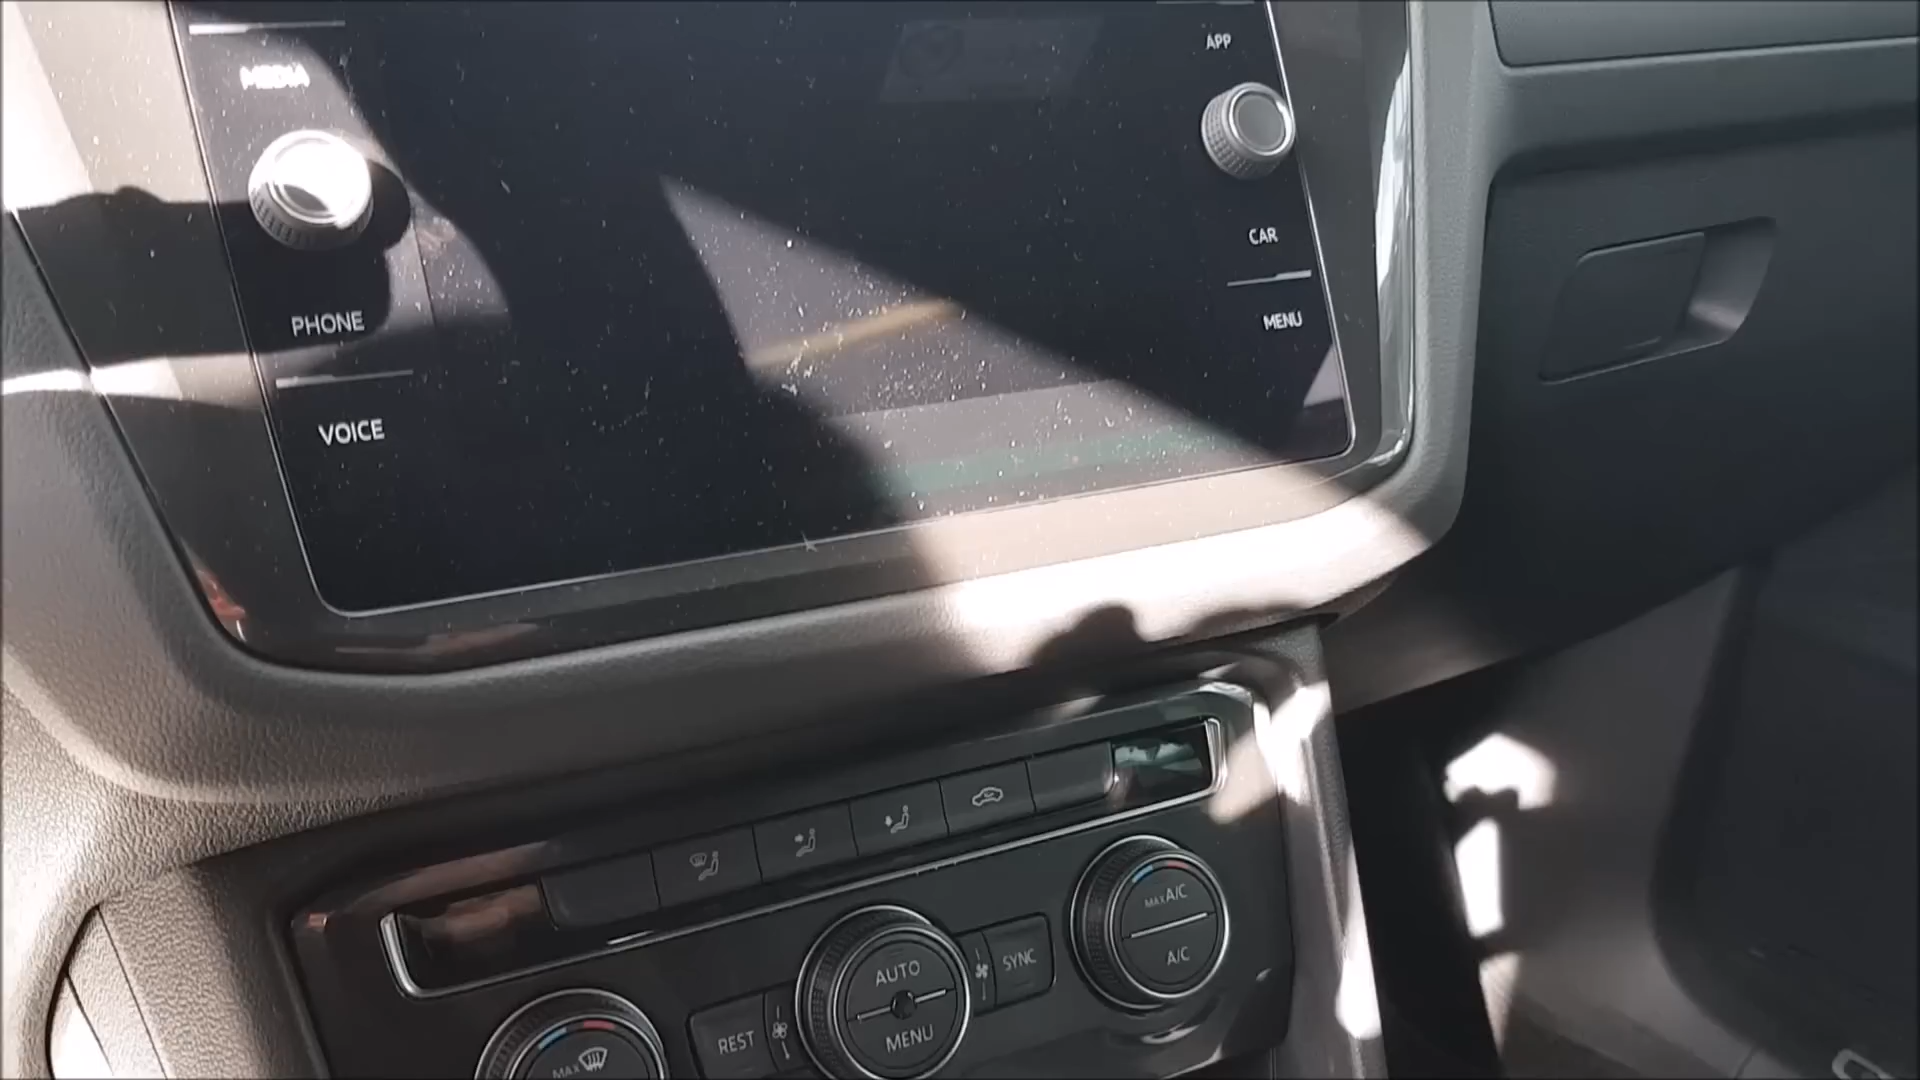 MEDIA
APP
CAR
PHONE
MENU
VOICE
MAX A/C
A/C
AUTO
SYNC
REST
MENU
MAX